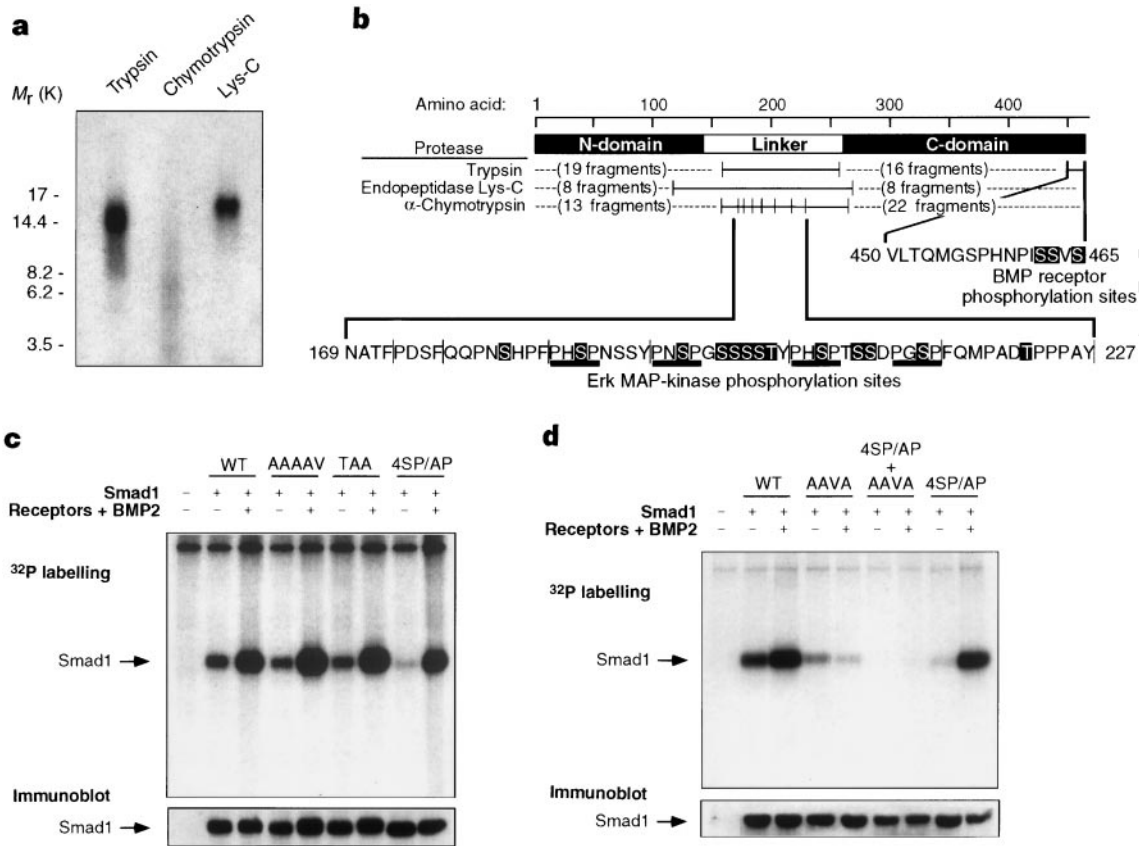 a
Trypsin
Chymotrypsin
Lys-C
Mr (K)
17 -
14.4 -
8.2 -
6.2 -
3.5 -
b
Amino acid: 1 100 200 300 400
Protease N-domain Linker C-domain
Trypsin (19 fragments) (16 fragments)
Endopeptidase Lys-C (8 fragments) (8 fragments)
α-Chymotrypsin (13 fragments) (22 fragments)
450 VLTQMGSPHNPISSVS 465
BMP receptor
phosphorylation sites
169 NATFPDSFQQPNSHPFPHSPNSSYPNSPGSSSSTYPHSPTSSDPGSPFQMPADTPPPAY 227
Erk MAP-kinase phosphorylation sites
c
WT AAAAV TAA 4SP/AP
Smad1 - + + + + + + + +
Receptors + BMP2 - - + - + - + - +
32P labelling
Smad1
Immunoblot
Smad1
d
4SP/AP
+
WT AAVA AAVA 4SP/AP
Smad1 - + + + + + + + +
Receptors + BMP2 - - + - + - + - +
32P labelling
Smad1
Immunoblot
Smad1